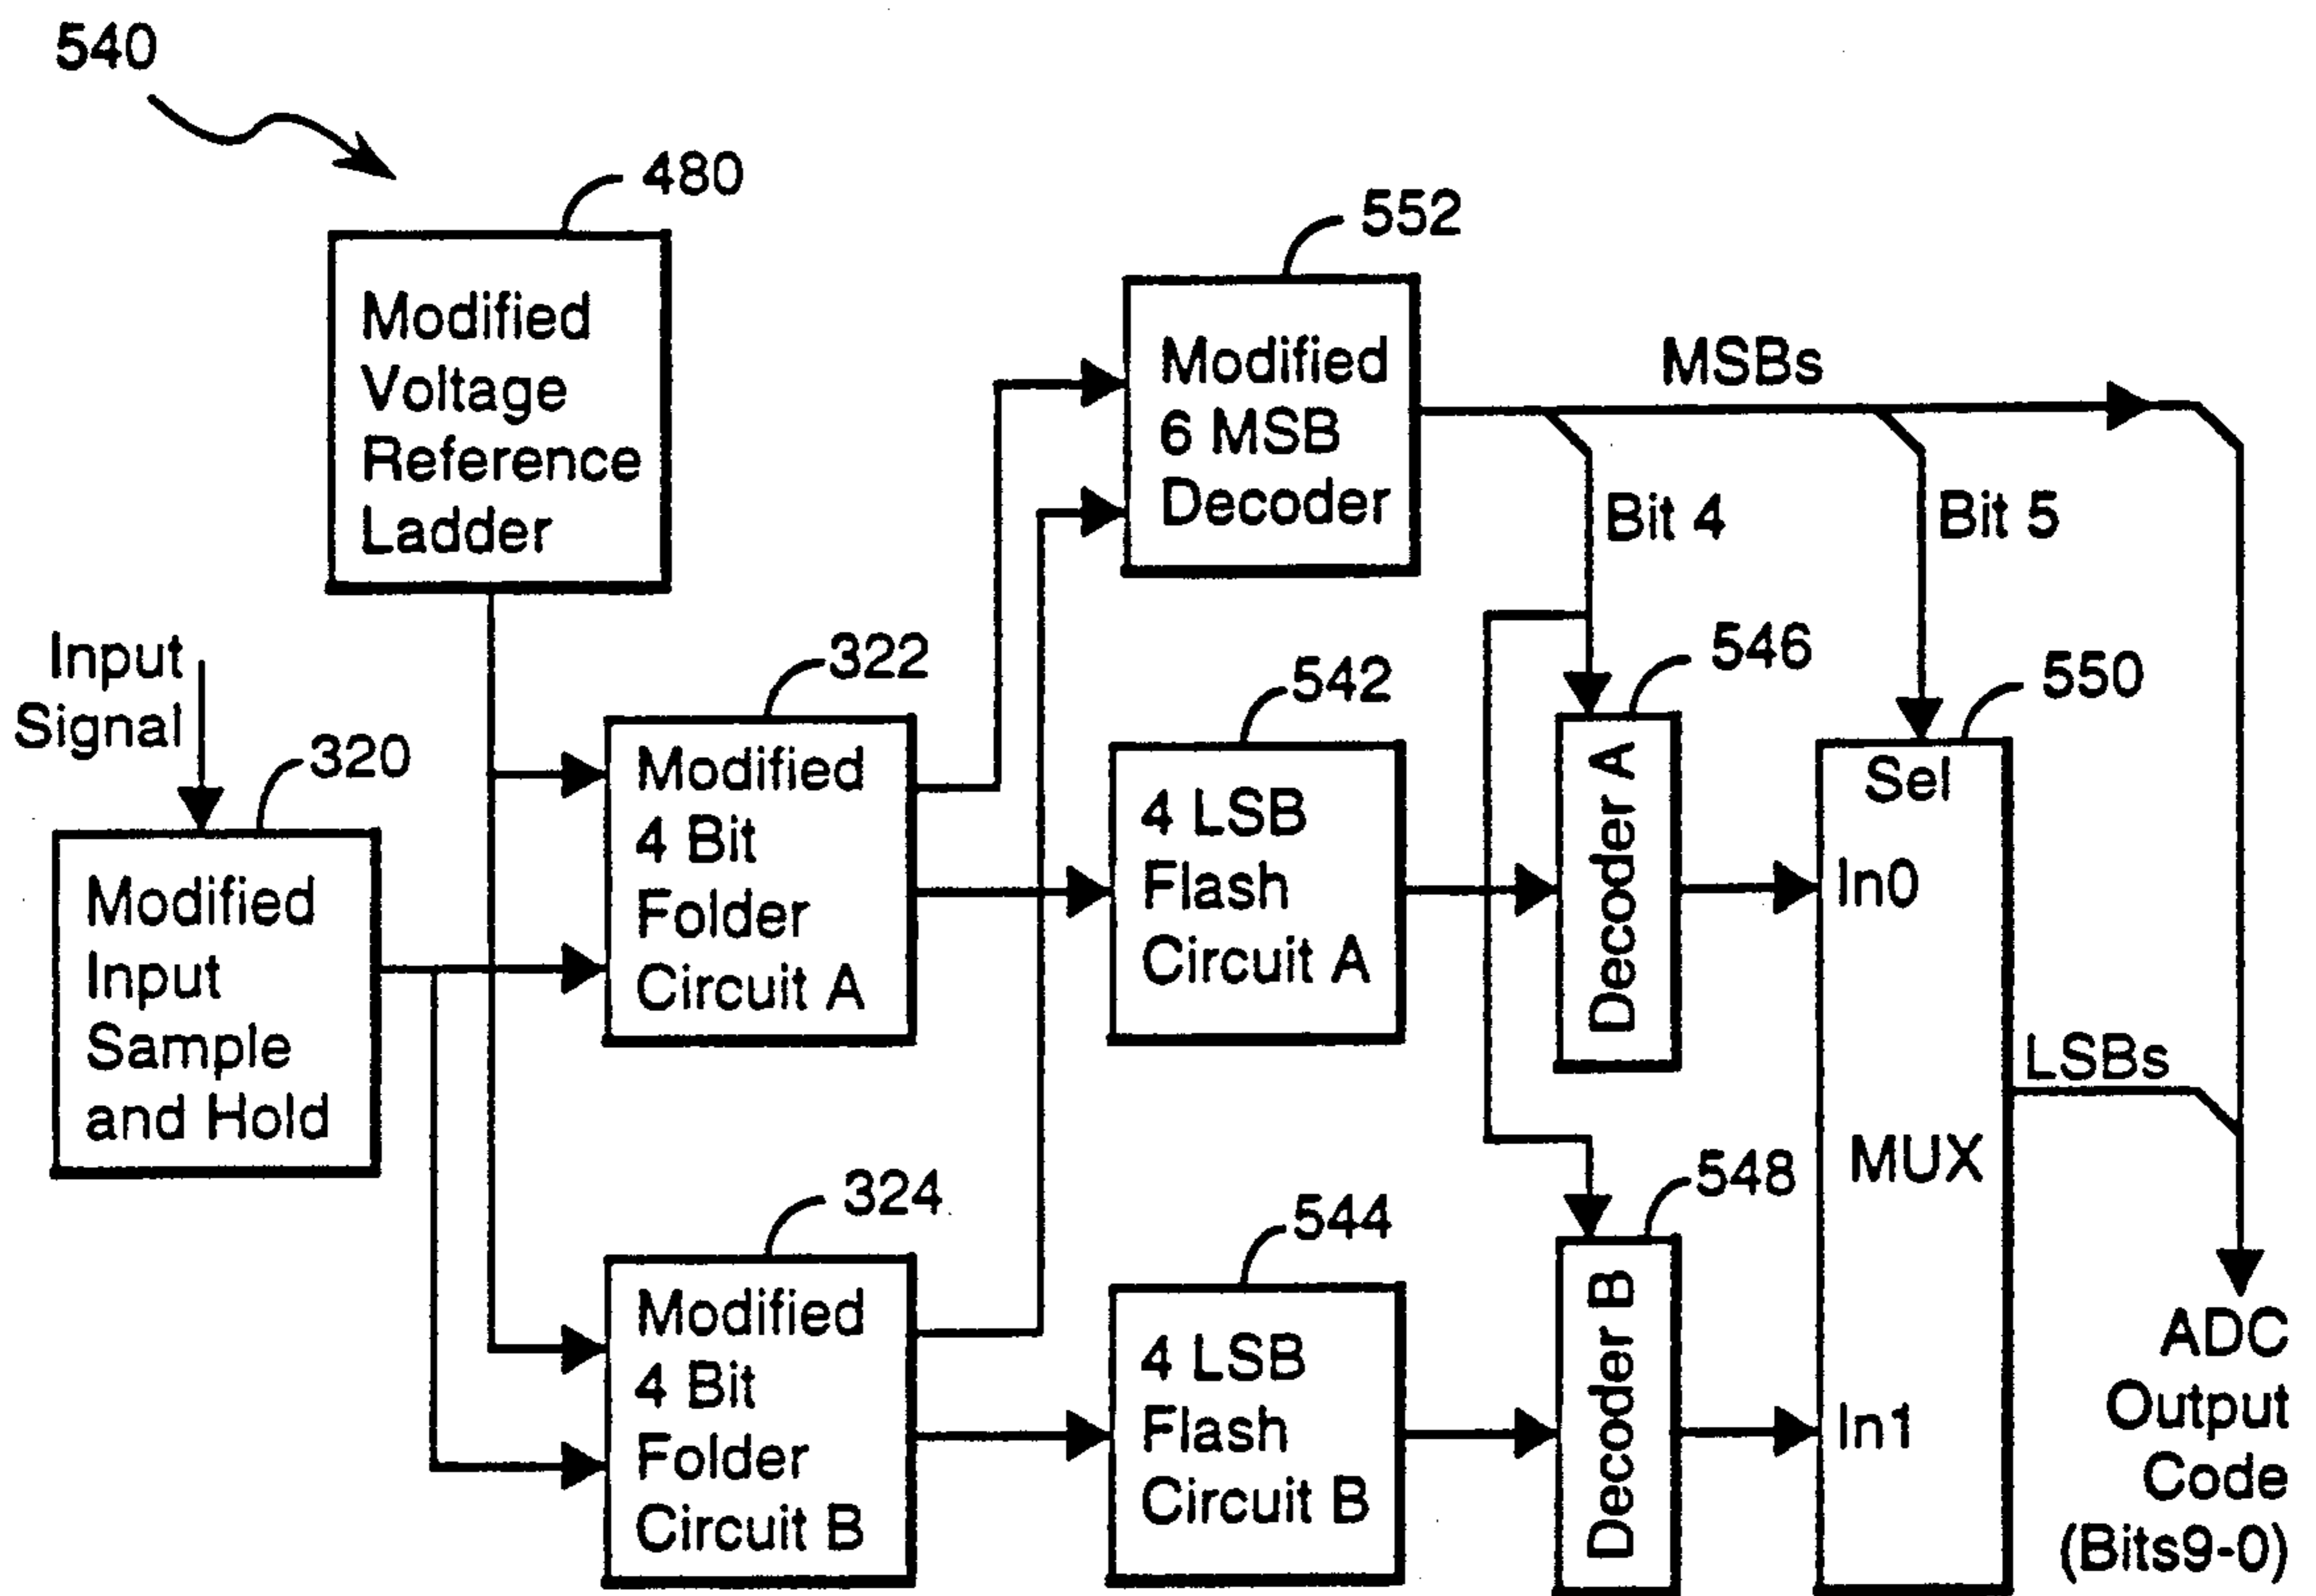 540
480
Modified
Voltage
Reference
Ladder
552
Modified
6 MSB
Decoder
MSBs
Bit 4
Bit 5
Input
Signal
320
Modified
Input
Sample
and Hold
322
Modified
4 Bit
Folder
Circuit A
542
4 LSB
Flash
Circuit A
546
Decoder A
550
Sel
In0
MUX
In1
LSBs
324
Modified
4 Bit
Folder
Circuit B
544
4 LSB
Flash
Circuit B
548
Decoder B
ADC
Output
Code
(Bits9-0)